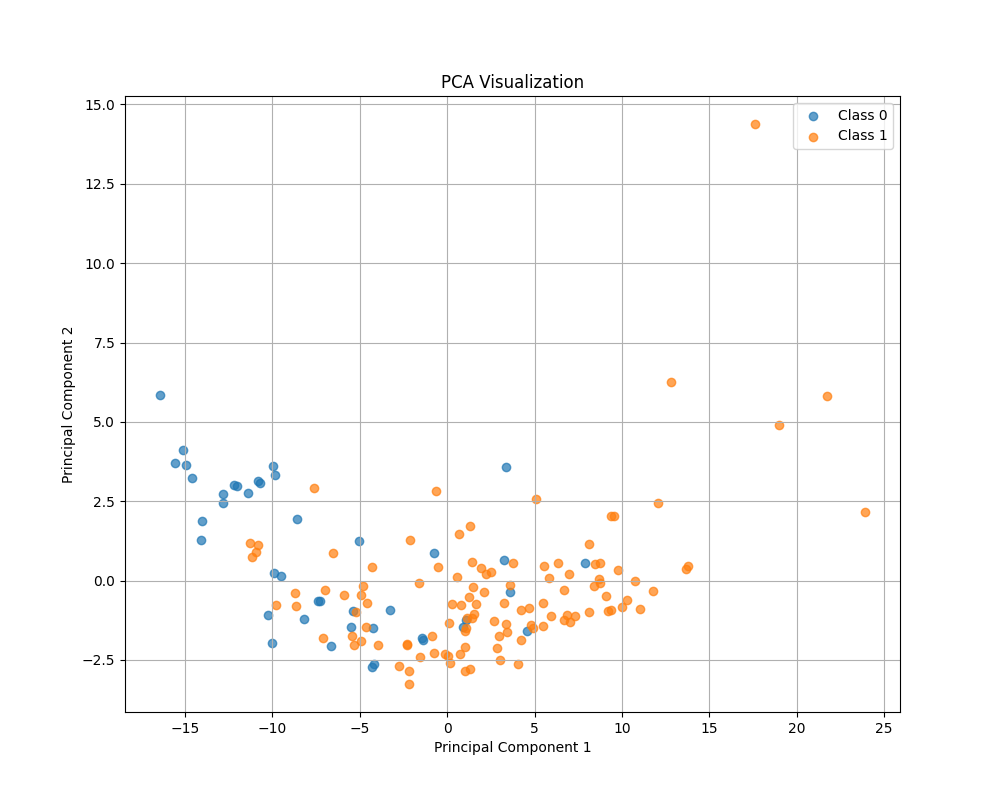 PCA Visualization
Class 0
Class 1
Principal Component 2
15.0
12.5
10.0
7.5
5.0
2.5
0.0
−2.5
−15 −10 −5 0 5 10 15 20 25
Principal Component 1